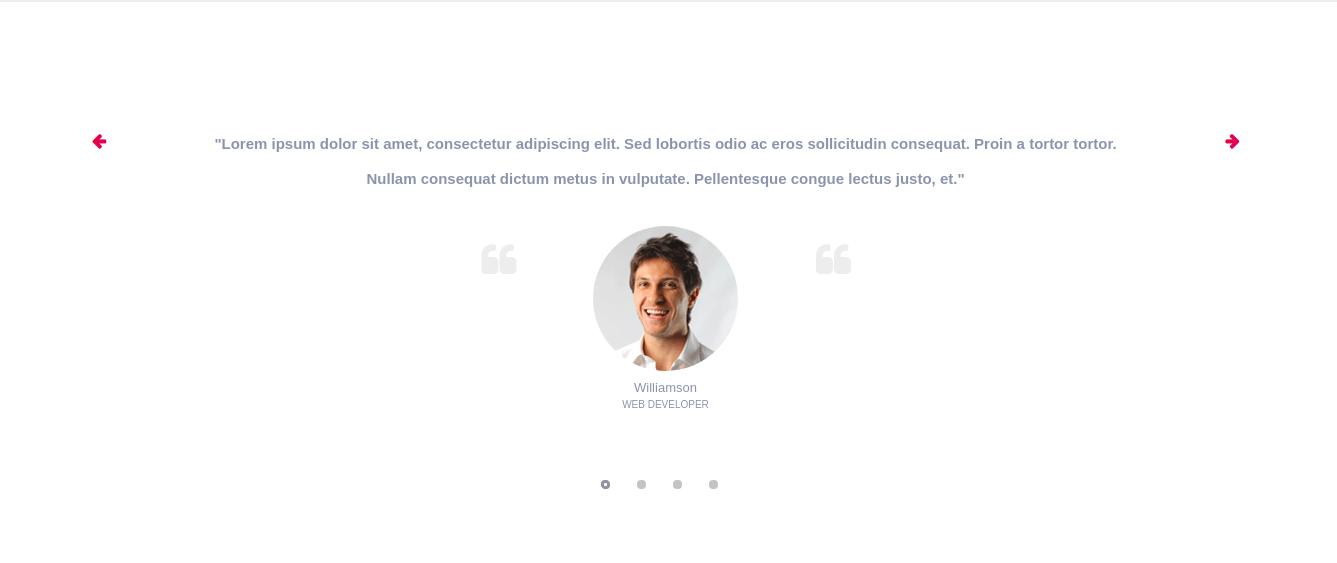 "Lorem ipsum dolor sit amet, consectetur adipiscing elit. Sed lobortis odio ac eros sollicitudin consequat. Proin a tortor tortor.
Nullam consequat dictum metus in vulputate. Pellentesque congue lectus justo, et."
Williamson
WEB DEVELOPER